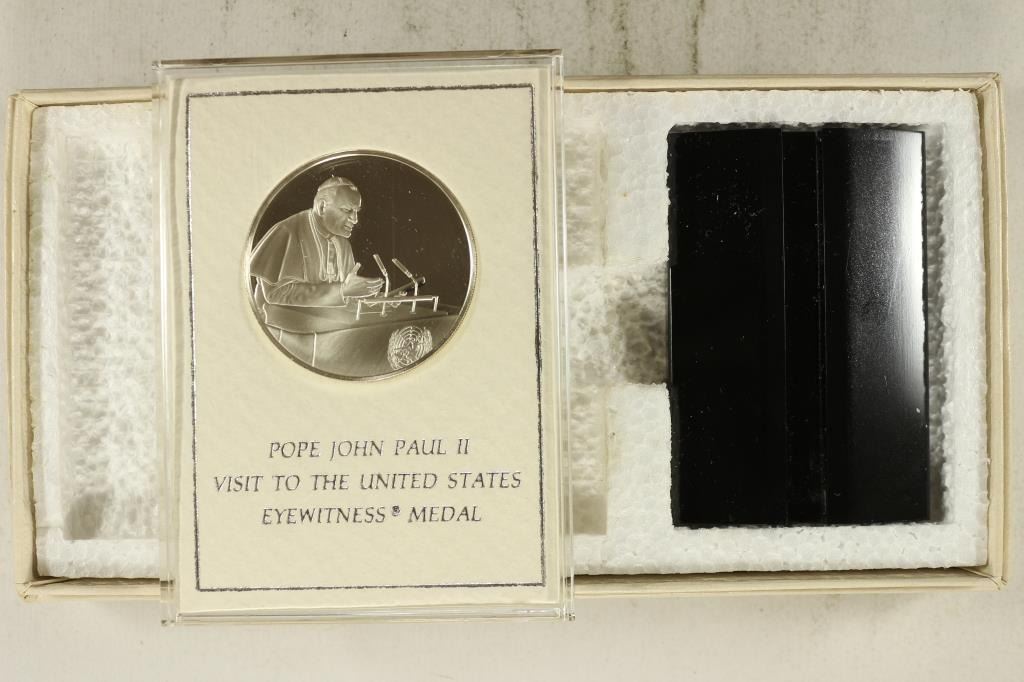 POPE JOHN PAUL II
VISIT TO THE UNITED STATES
EYEWITNESS® MEDAL